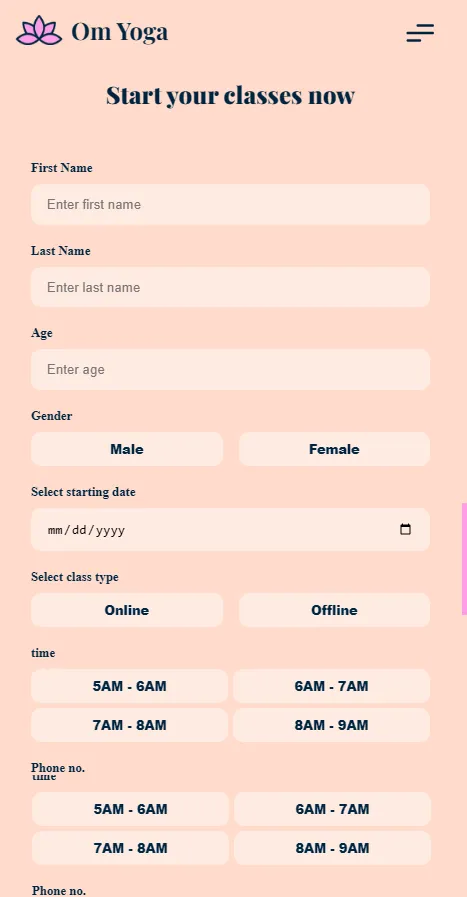 Om Yoga
Start your classes now
First Name
Enter first name
Last Name
Enter last name
Age
Enter age
Gender
Male Female
Select starting date
mm/dd/yyyy
Select class type
Online Offline
time
5AM - 6AM 6AM - 7AM
7AM - 8AM 8AM - 9AM
Phone no.
time
5AM - 6AM 6AM - 7AM
7AM - 8AM 8AM - 9AM
Phone no.